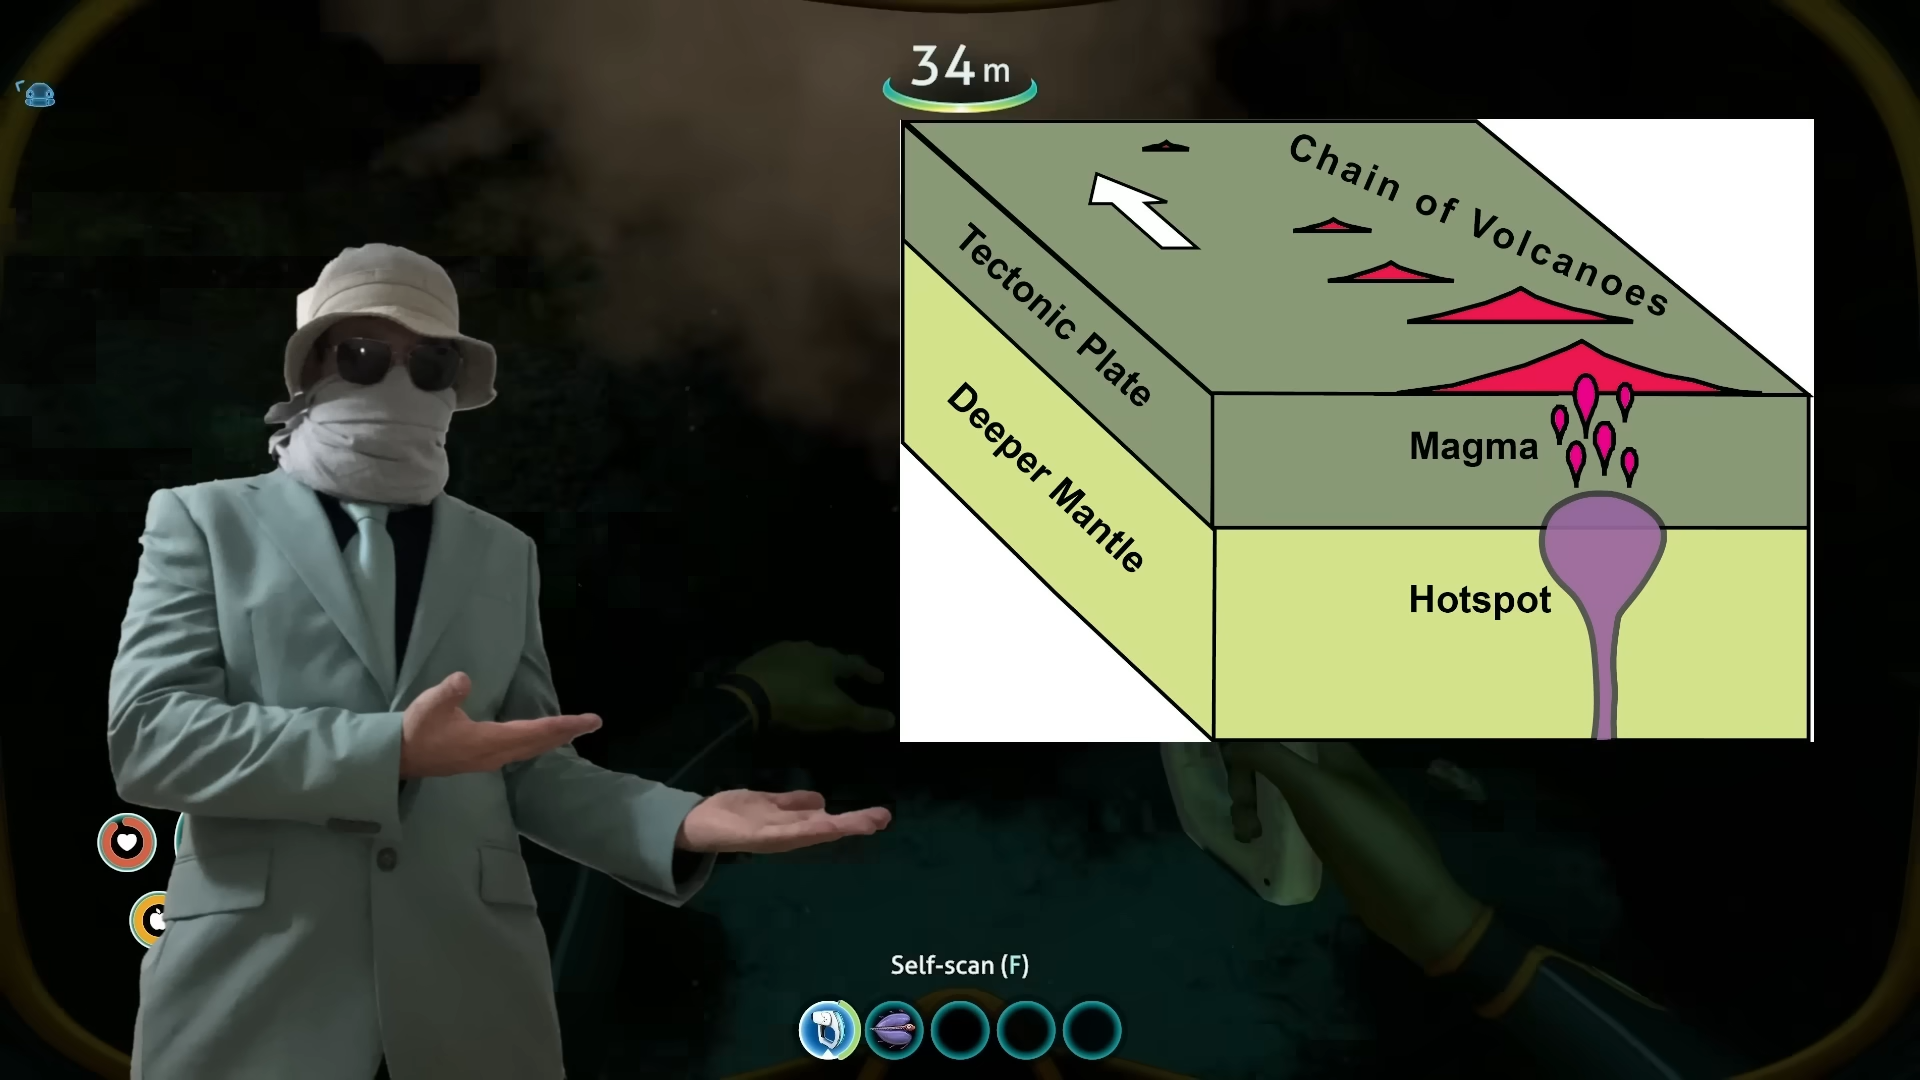 34m
Chain of Volcanoes
Tectonic Plate
Deeper Mantle
Magma
Hotspot
Self-scan (F)